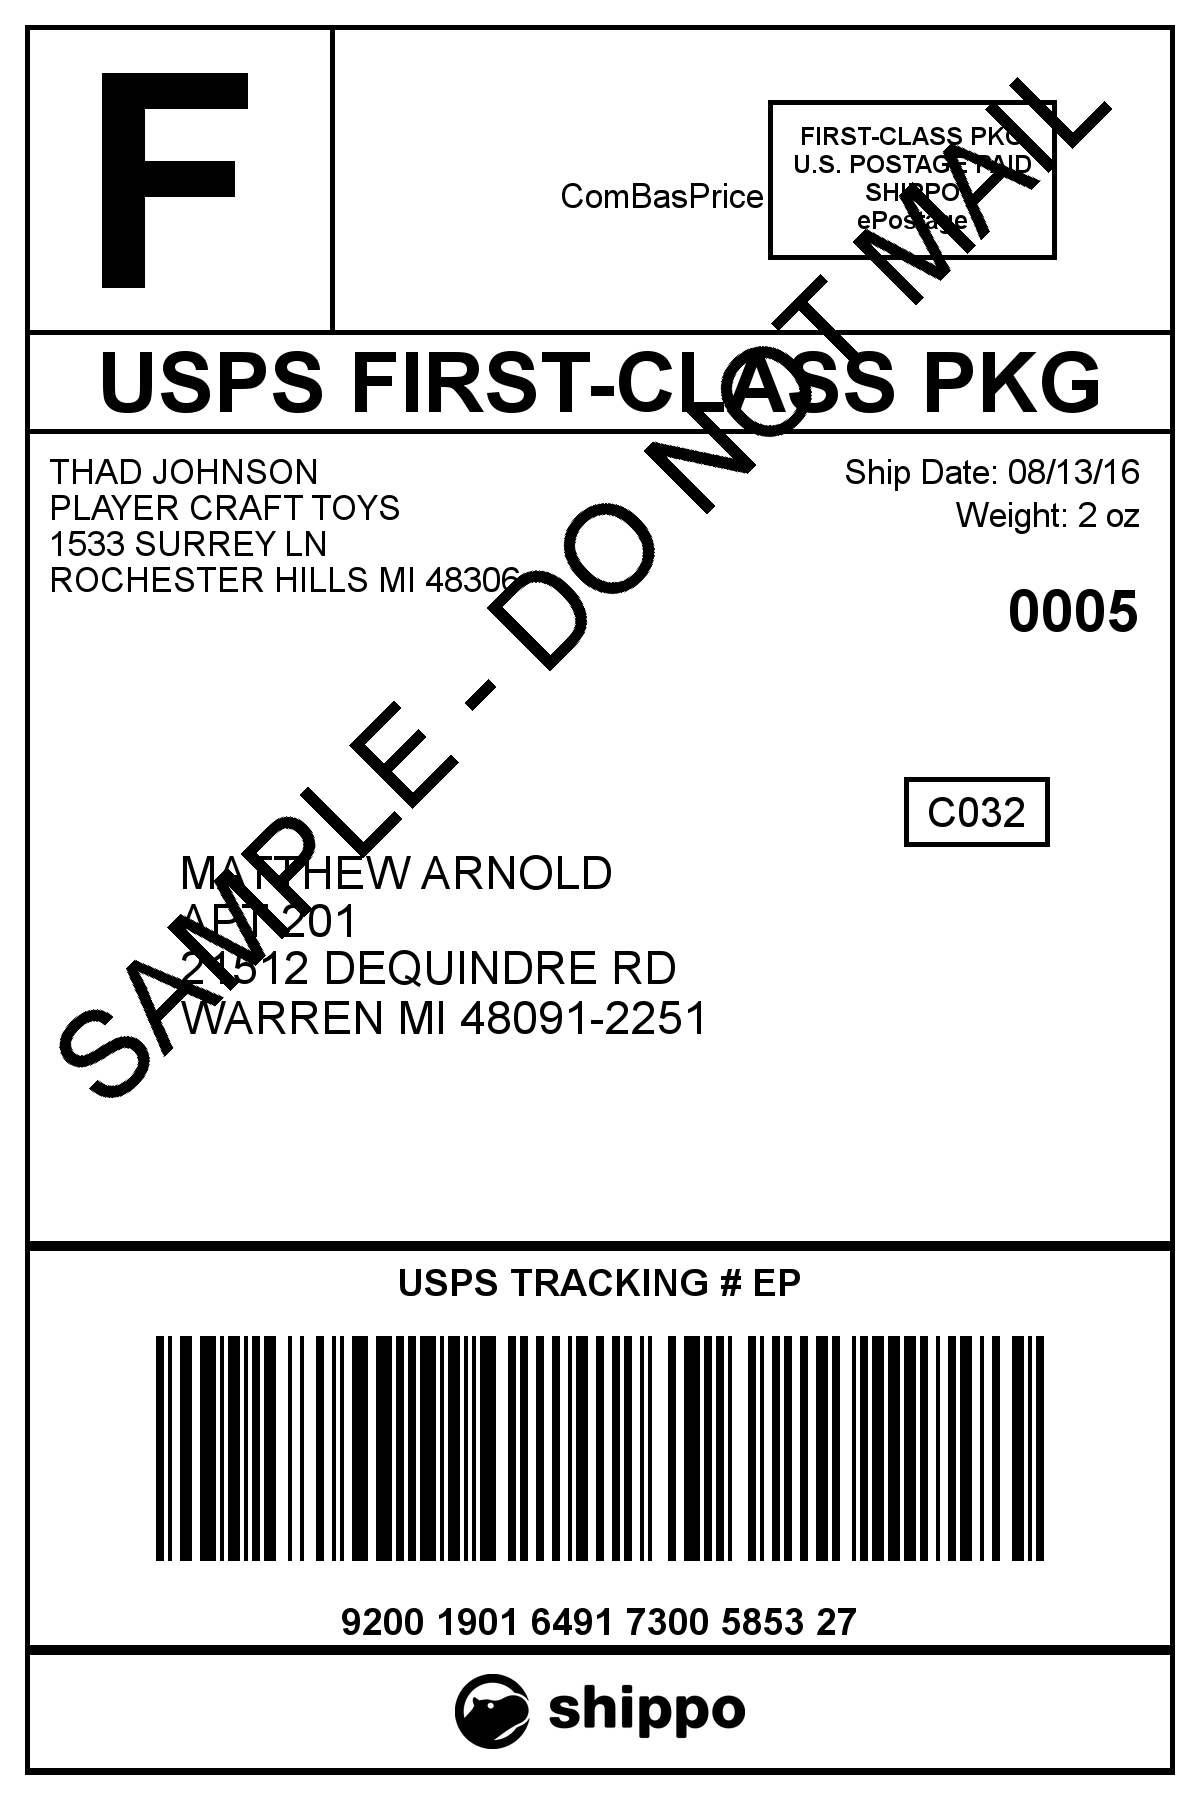 F
ComBasPrice
FIRST-CLASS PKG
U.S. POSTAGE PAID
SHIPPO
ePostage
USPS FIRST-CLASS PKG
THAD JOHNSON
PLAYER CRAFT TOYS
1533 SURREY LN
ROCHESTER HILLS MI 48306
Ship Date: 08/13/16
Weight: 2 oz
0005
C032
SAMPLE - DO NOT MAIL
MATTHEW ARNOLD
APT 201
21512 DEQUINDRE RD
WARREN MI 48091-2251
USPS TRACKING # EP
9200 1901 6491 7300 5853 27
shippo